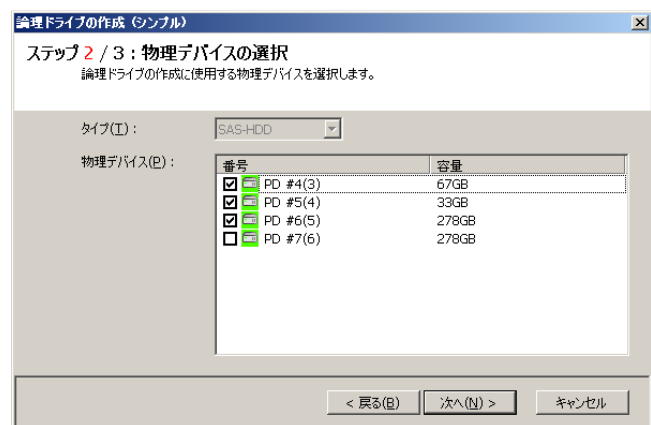 論理ドライブの作成 (シンプル)
ステップ 2 / 3 : 物理デバイスの選択
論理ドライブの作成に使用する物理デバイスを選択します。
タイプ(T) : SAS-HDD
物理デバイス(P) :
番号 容量
PD #4(3) 67GB
PD #5(4) 33GB
PD #6(5) 278GB
PD #7(6) 278GB
< 戻る(B) 次へ(N) > キャンセル